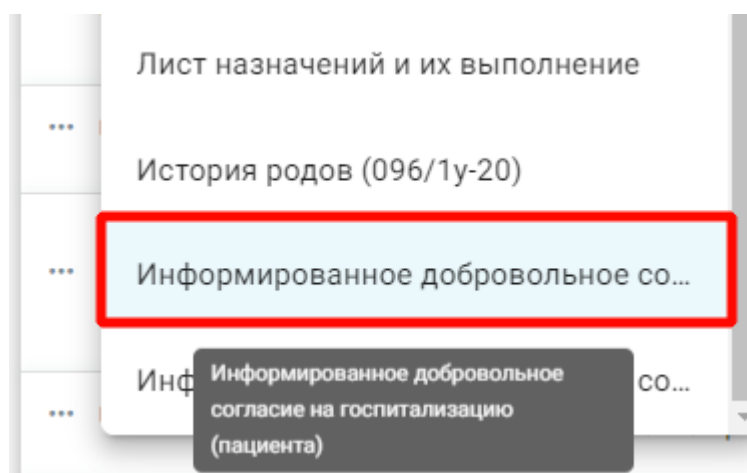 Лист назначений и их выполнение
История родов (096/1у-20)
Информированное добровольное со...
Инф
со...
Информированное добровольное
согласие на госпитализацию
(пациента)